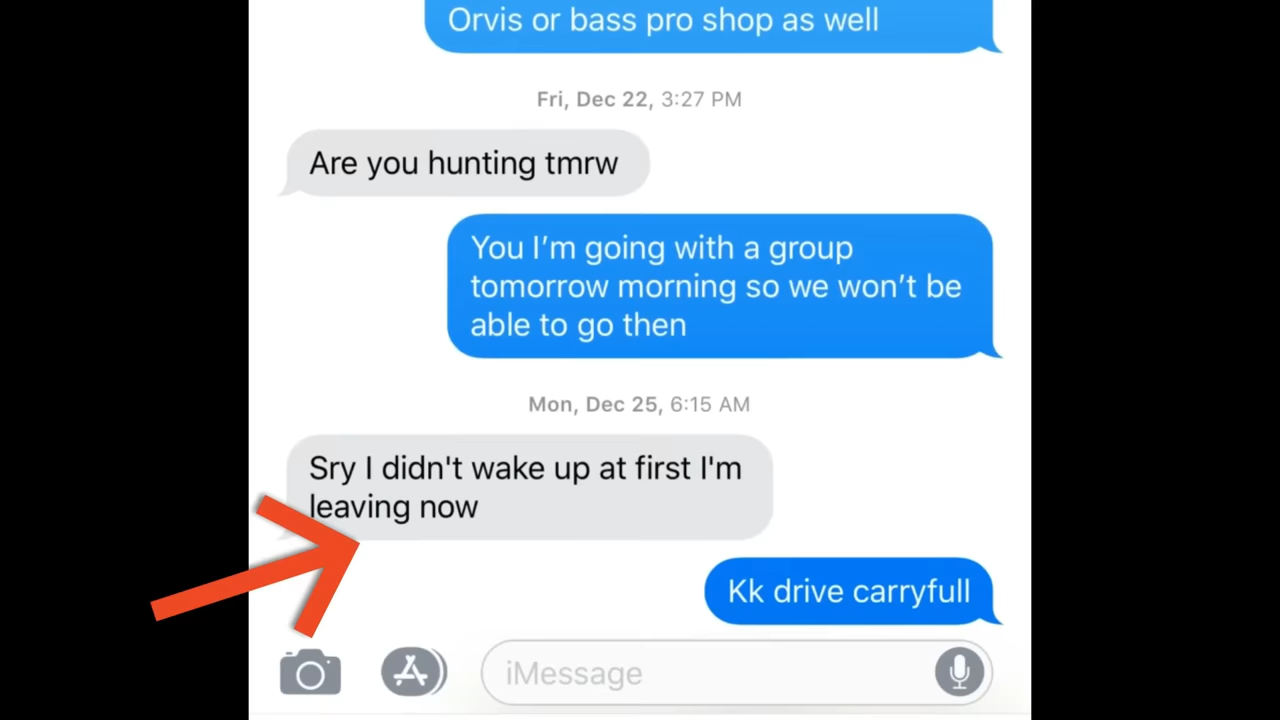 Orvis or bass pro shop as well
Fri, Dec 22, 3:27 PM
Are you hunting tmrw
You I’m going with a group
tomorrow morning so we won’t be
able to go then
Mon, Dec 25, 6:15 AM
Sry I didn't wake up at first I'm
leaving now
Kk drive carryfull
iMessage